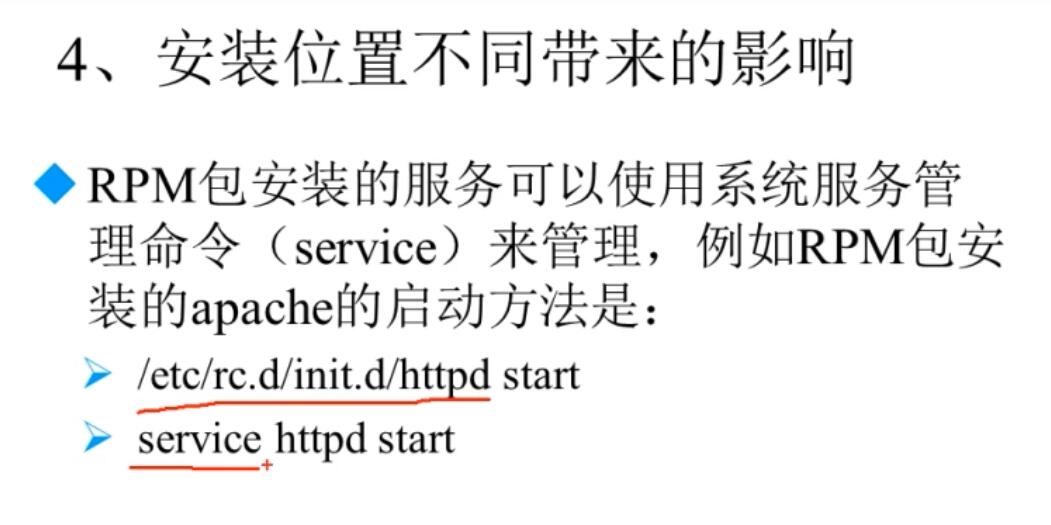 4、安装位置不同带来的影响
RPM包安装的服务可以使用系统服务管
理命令（service）来管理，例如RPM包安
装的apache的启动方法是：
/etc/rc.d/init.d/httpd start
service httpd start